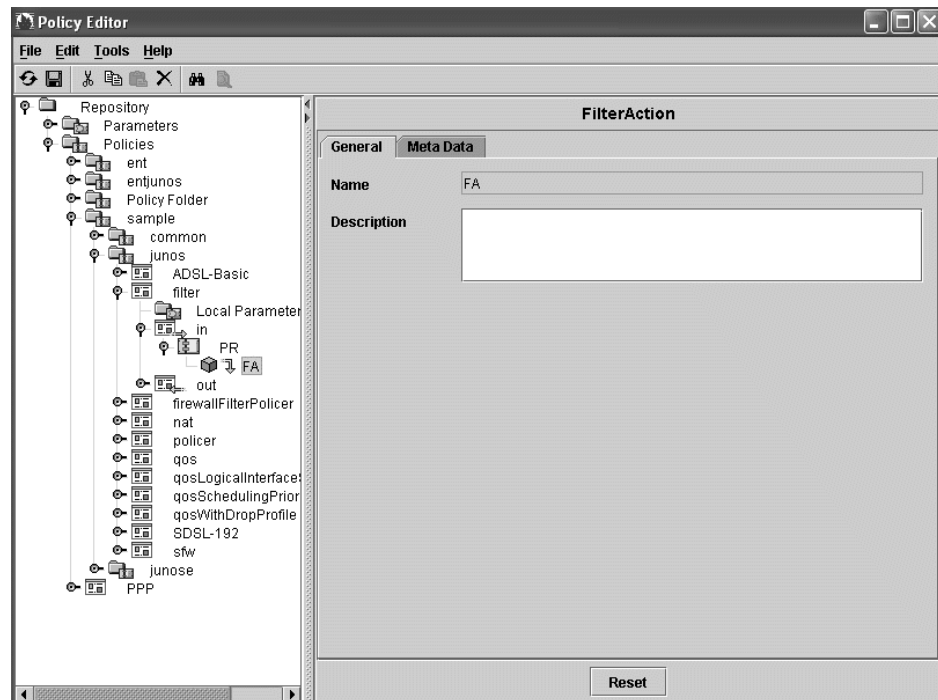 Policy Editor
File Edit Tools Help
Repository
Parameters
Policies
ent
entjunos
Policy Folder
sample
common
junos
ADSL-Basic
filter
Local Parameter
in
PR
FA
out
firewallFilterPolicer
nat
policer
qos
qosLogicalInterface
qosSchedulingPrior
qosWithDropProfile
SDSL-192
sfw
junose
PPP
FilterAction
General Meta Data
Name FA
Description
Reset